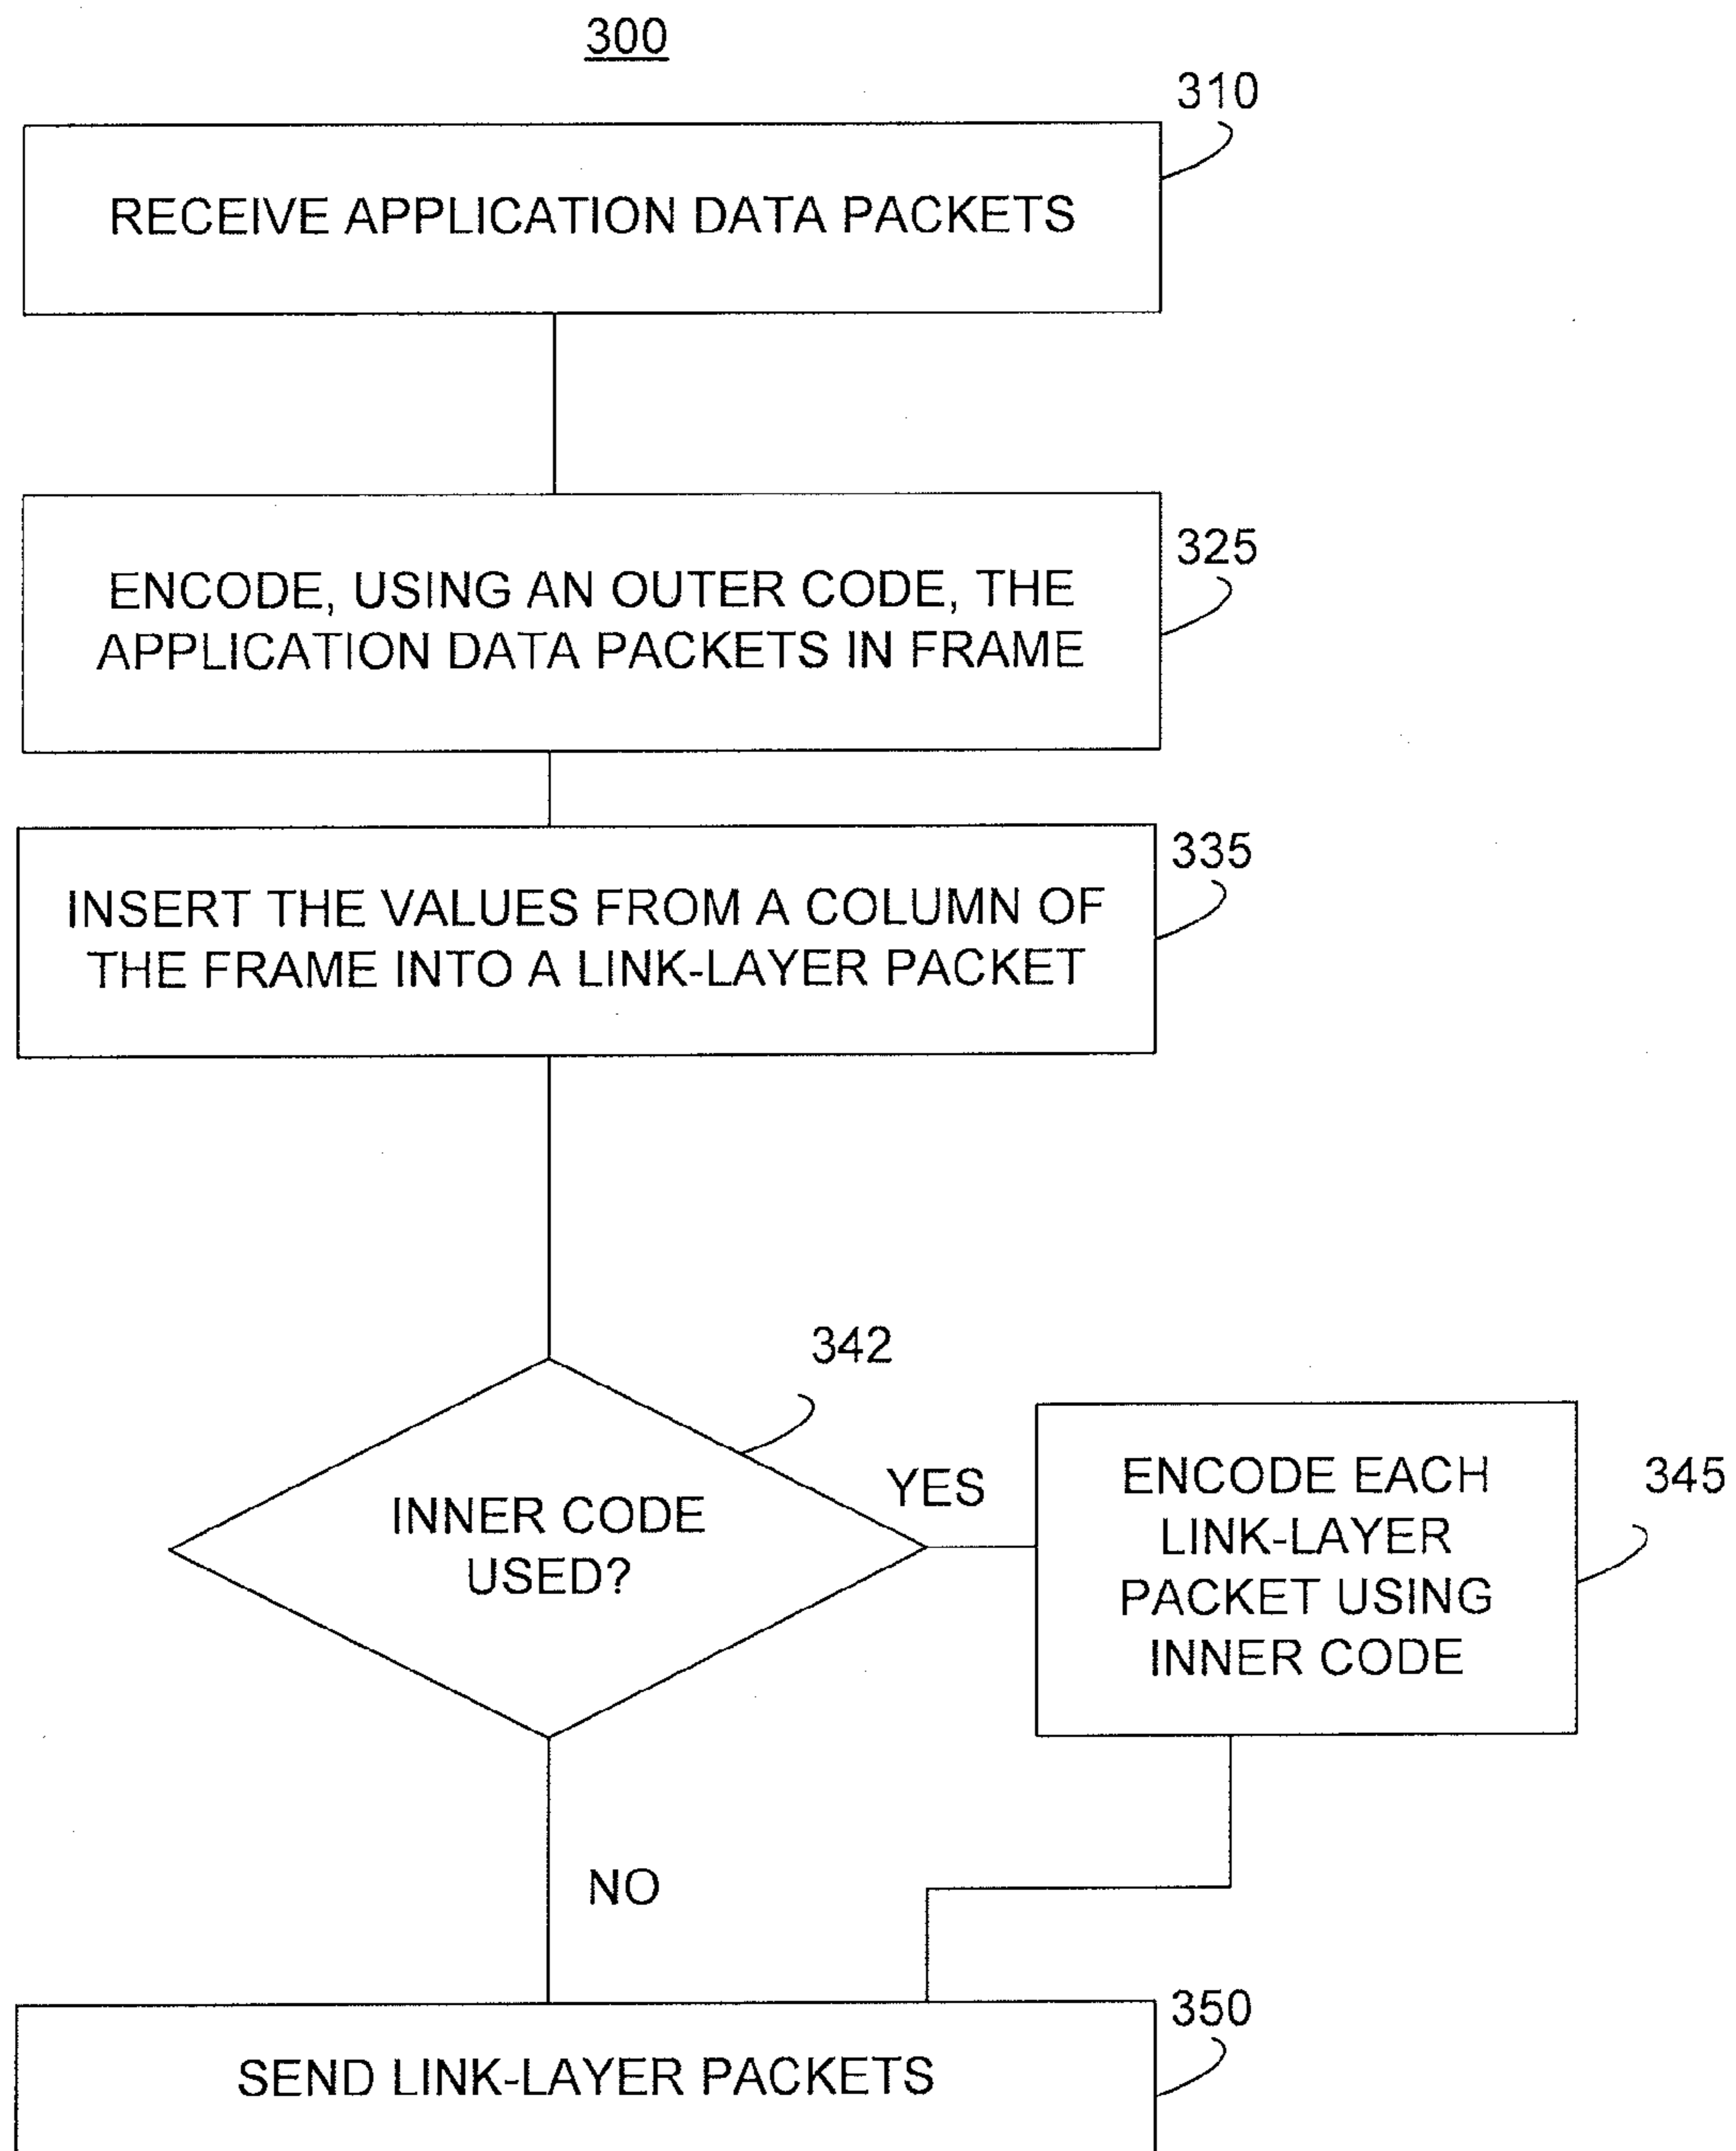 300
310
RECEIVE APPLICATION DATA PACKETS
325
ENCODE, USING AN OUTER CODE, THE
APPLICATION DATA PACKETS IN FRAME
335
INSERT THE VALUES FROM A COLUMN OF
THE FRAME INTO A LINK-LAYER PACKET
342
INNER CODE
USED?
YES
ENCODE EACH
LINK-LAYER
PACKET USING
INNER CODE
345
NO
350
SEND LINK-LAYER PACKETS